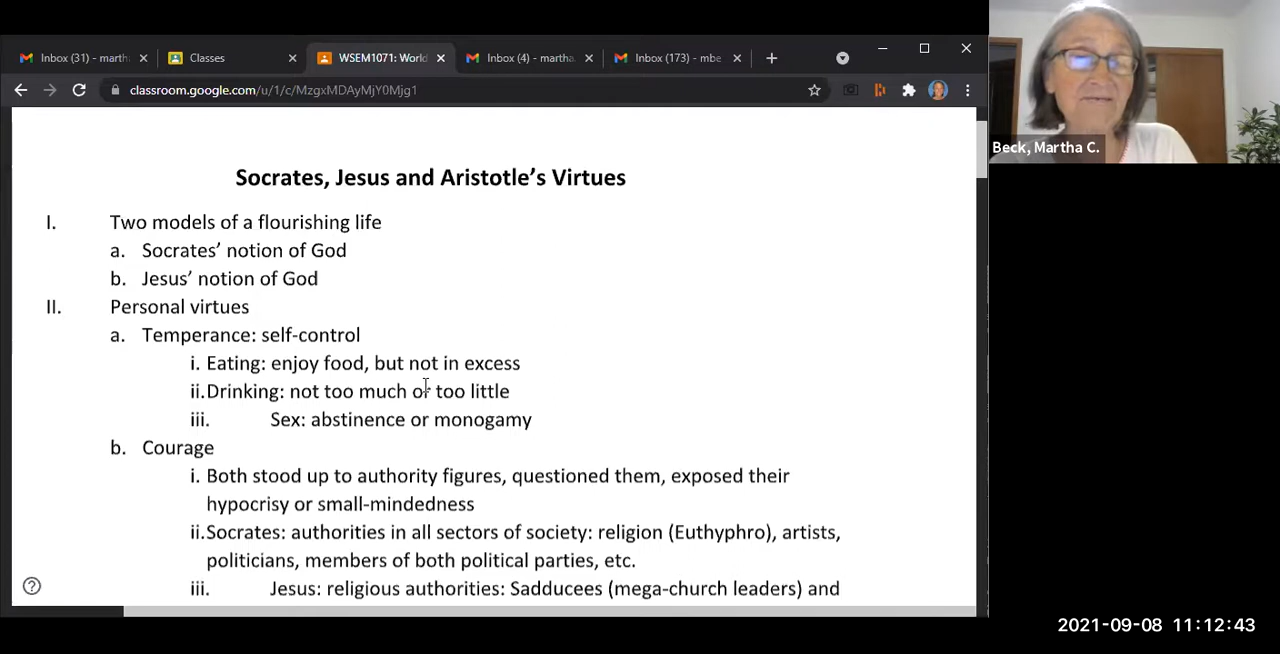 Inbox (31) - marth
Classes
WSEM1071: World
Inbox (4) - martha.
Inbox (173) - mbe
classroom.google.com/u/1/c/MzgxMDAyMjY0Mjg1
Beck, Martha C.
Socrates, Jesus and Aristotle's Virtues
I. Two models of a flourishing life
a. Socrates' notion of God
b. Jesus' notion of God
II. Personal virtues
a. Temperance: self-control
i. Eating: enjoy food, but not in excess
ii.Drinking: not too much or too little
iii. Sex: abstinence or monogamy
b. Courage
i. Both stood up to authority figures, questioned them, exposed their
hypocrisy or small-mindedness
ii.Socrates: authorities in all sectors of society: religion (Euthyphro), artists,
politicians, members of both political parties, etc.
iii. Jesus: religious authorities: Sadducees (mega-church leaders) and
2021-09-08 11:12:43